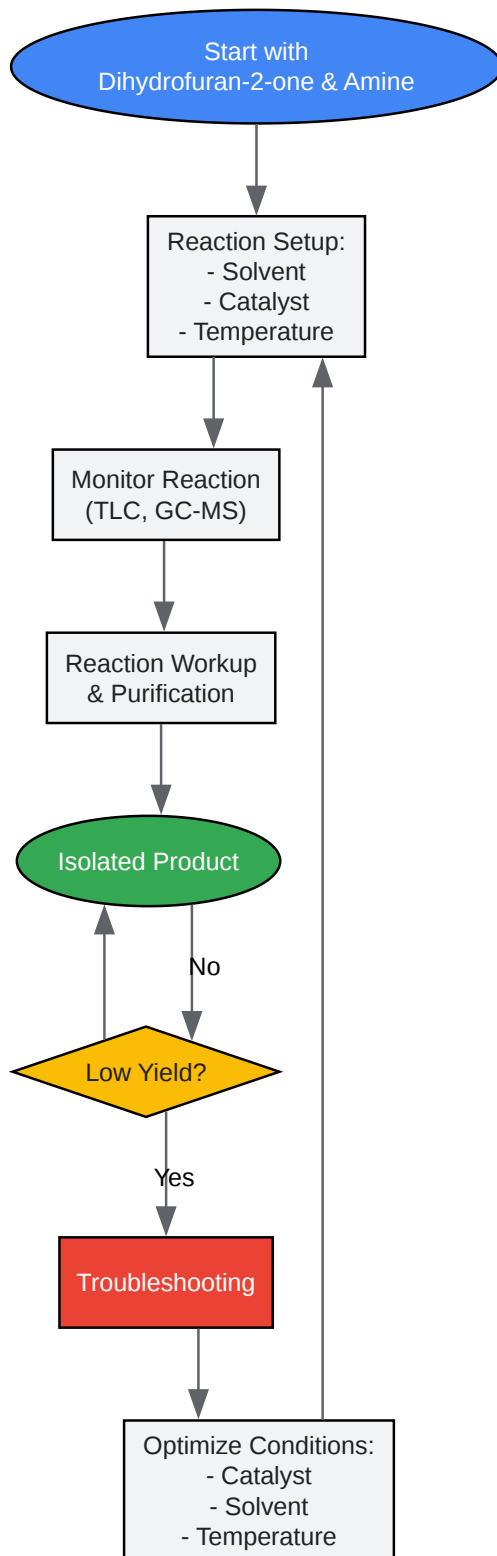 Start with
Dihydrofuran-2-one & Amine
Reaction Setup:
- Solvent
- Catalyst
- Temperature
Monitor Reaction
(TLC, GC-MS)
Reaction Workup
& Purification
Isolated Product
No
Low Yield?
Yes
Troubleshooting
Optimize Conditions:
- Catalyst
- Solvent
- Temperature